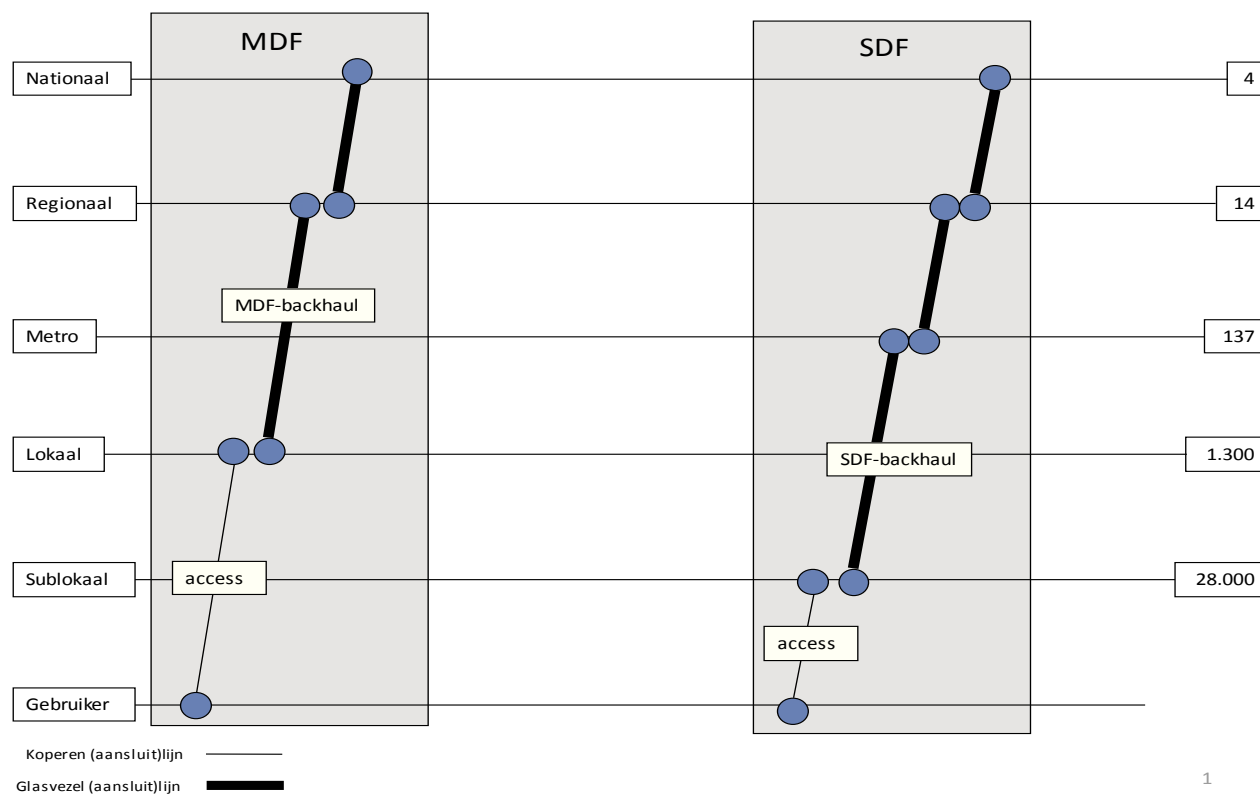 MDF
SDF
Nationaal
4
Regionaal
14
MDF-backhaul
Metro
137
Lokaal
SDF-backhaul
1.300
access
Sublokaal
28.000
access
Gebruiker
Koperen (aansluit)lijn
Glasvezel (aansluit)lijn
1